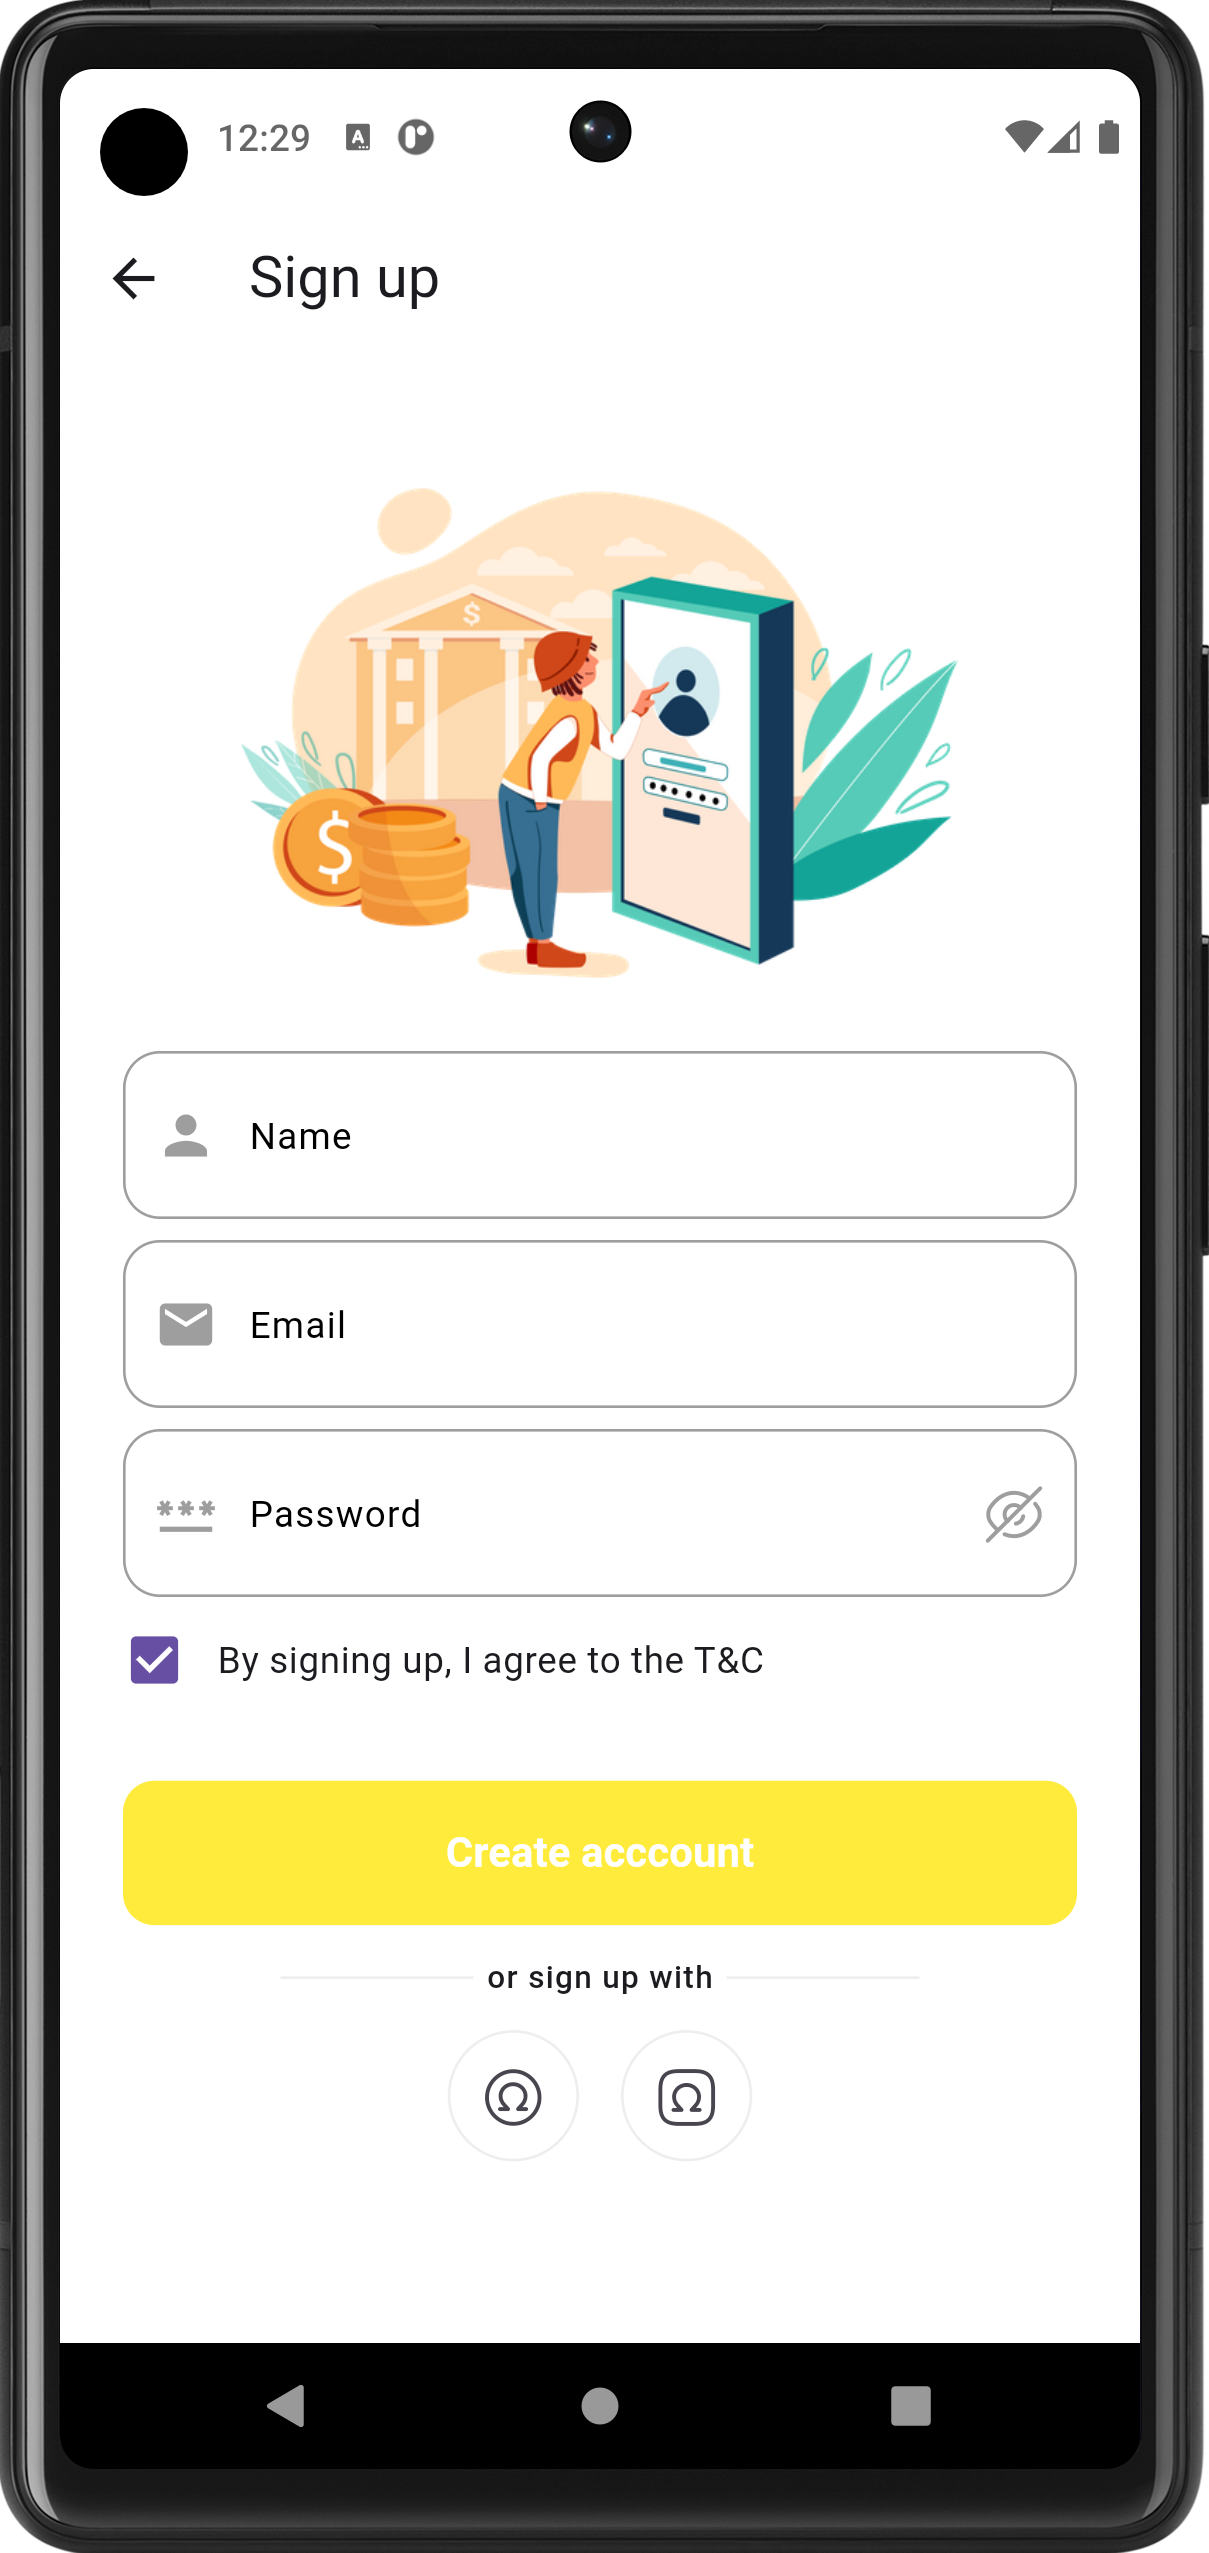 12:29
Sign up
$
$
Name
Email
*** Password
By signing up, I agree to the T&C
Create acccount
or sign up with
Ω Ω